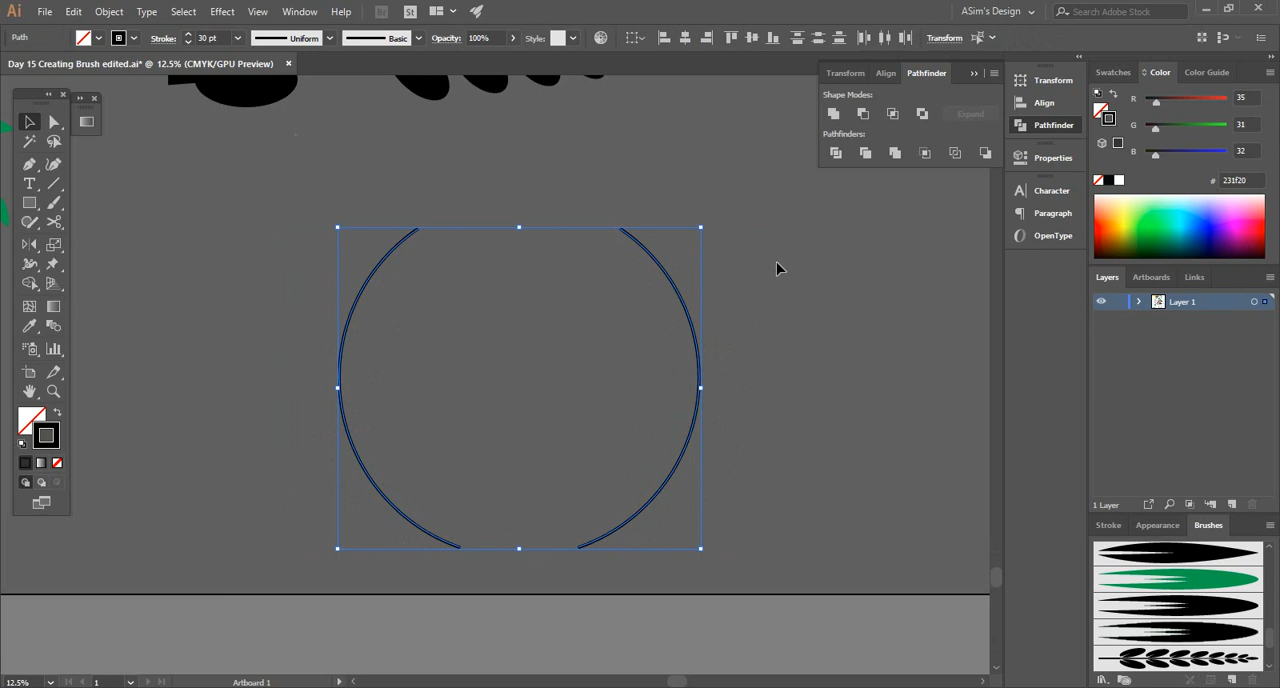 Ai File Edit Object Type Select Effect View Window Help Br St ASim's Design Search Adobe Stock
Path Stroke: 30 pt Uniform Basic Opacity: 100% Style: Transform
Day 15 Creating Brush edited.ai* @ 12.5% (CMYK/GPU Preview)
Transform Align Pathfinder
Shape Modes:
Expand
Pathfinders:
Transform
Align
Pathfinder
Properties
Character
Paragraph
OpenType
Swatches Color Color Guide
R 35
G 31
B 32
# 231f20
Layers Artboards Links
Layer 1
1 Layer
Stroke Appearance Brushes
12.5% 1 Artboard 1